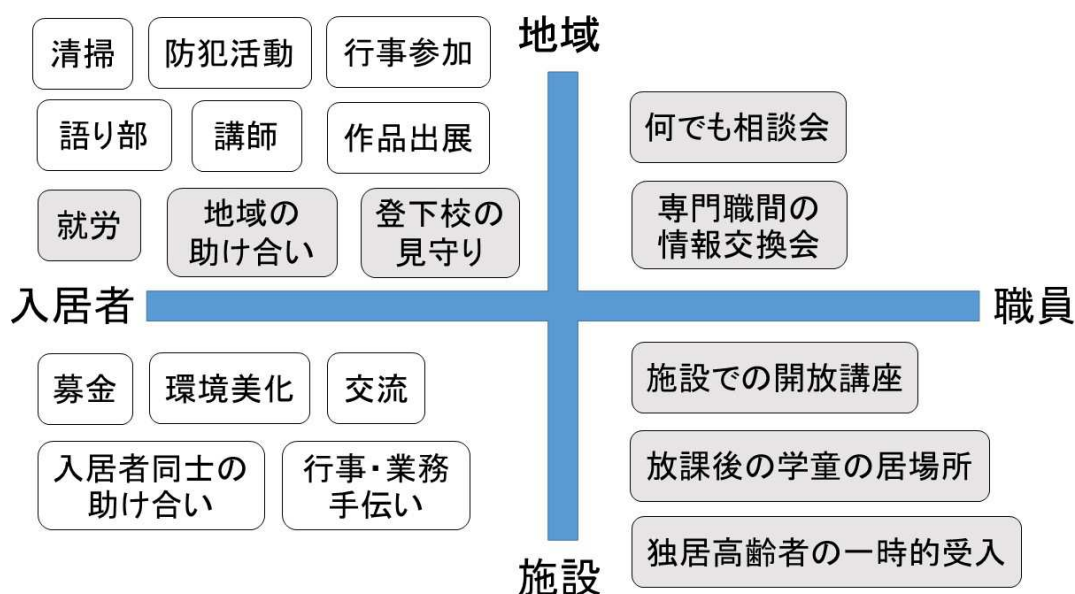 地域
清掃
防犯活動
行事参加
語り部
講師
作品出展
就労
地域の
助け合い
登下校の
見守り
何でも相談会
専門職間の
情報交換会
入居者
職員
募金
環境美化
交流
入居者同士の
助け合い
行事・業務
手伝い
施設での開放講座
放課後の学童の居場所
独居高齢者の一時的受入
施設